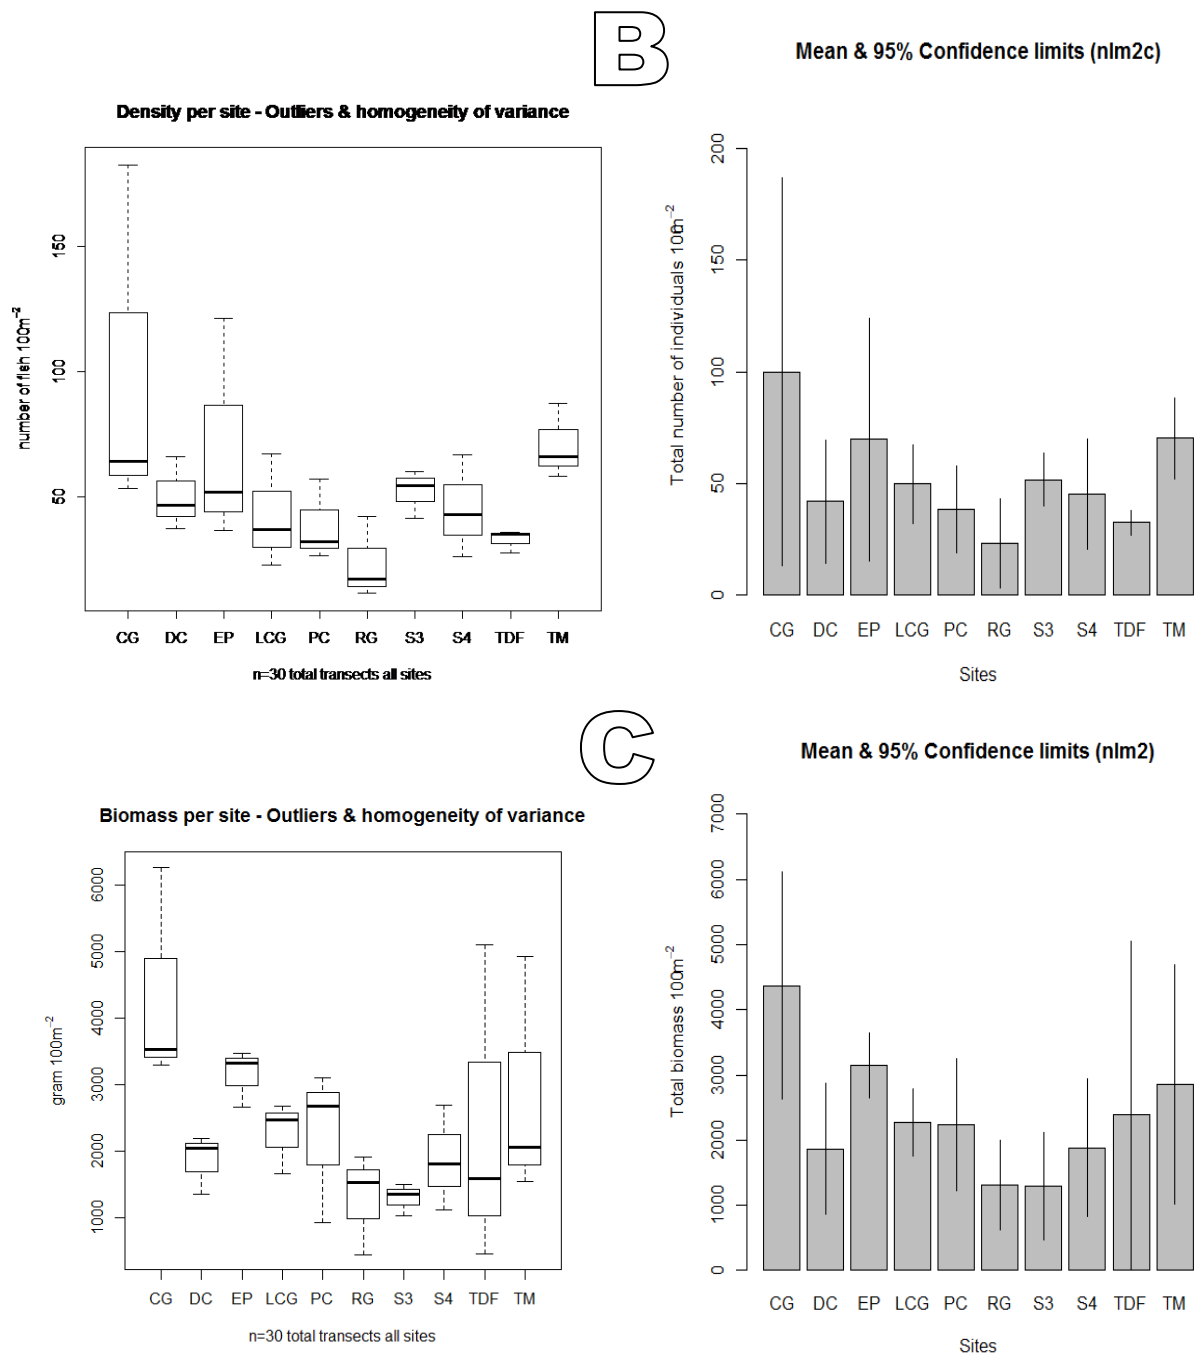 B
Mean & 95% Confidence limits (nlm2c)
Density per site - Outliers & homogeneity of variance
number of fish 100m⁻²
150
100
50
CG DC EP LCG PC RG S3 S4 TDF TM
n=30 total transects all sites
Total number of individuals 100m⁻²
200
150
100
50
0
CG DC EP LCG PC RG S3 S4 TDF TM
Sites
C
Mean & 95% Confidence limits (nlm2)
Biomass per site - Outliers & homogeneity of variance
gram 100m⁻²
6000
5000
4000
3000
2000
1000
CG DC EP LCG PC RG S3 S4 TDF TM
n=30 total transects all sites
Total biomass 100m⁻²
7000
6000
5000
4000
3000
2000
1000
0
CG DC EP LCG PC RG S3 S4 TDF TM
Sites